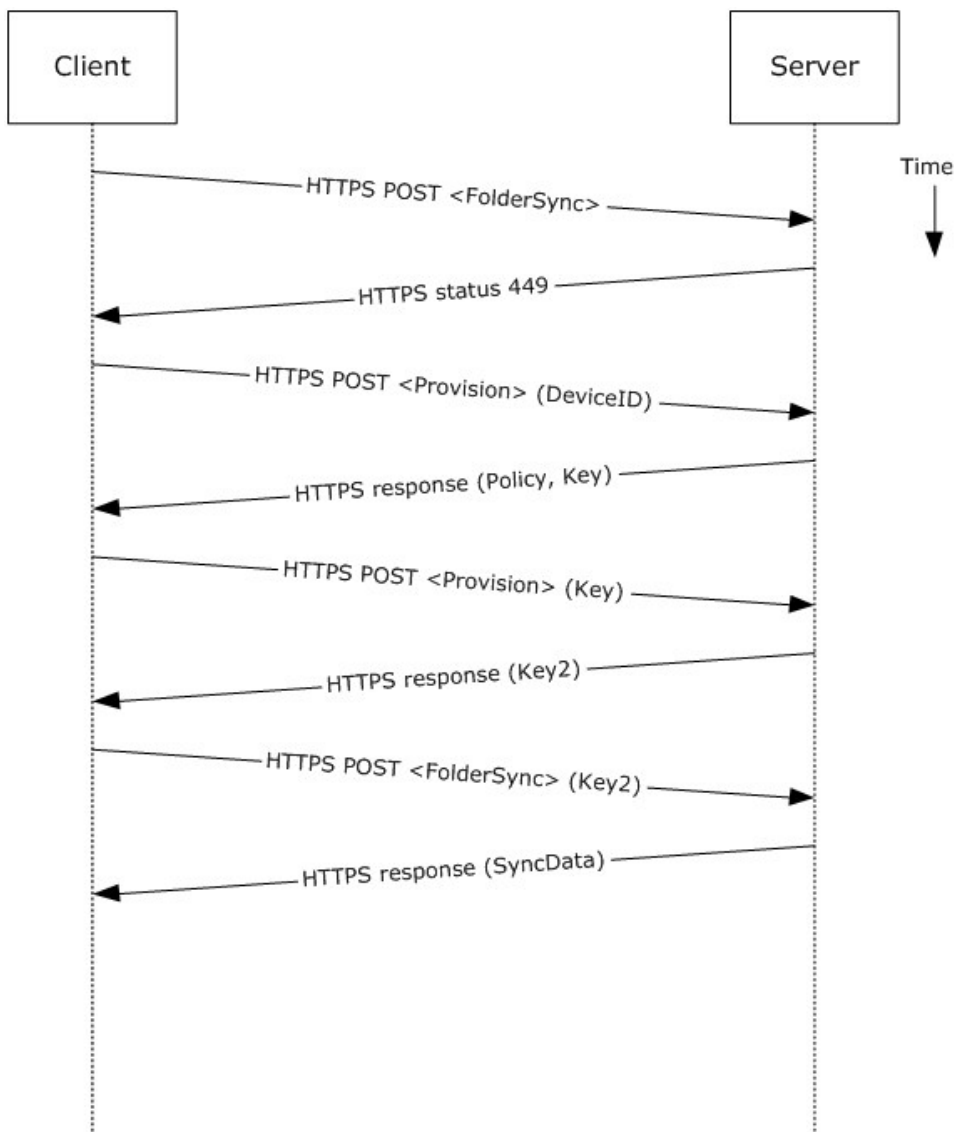 Client
Server
Time
HTTPS POST <FolderSync>
HTTPS status 449
HTTPS POST <Provision> (DeviceID)
HTTPS response (Policy, Key)
HTTPS POST <Provision> (Key)
HTTPS response (Key2)
HTTPS POST <FolderSync> (Key2)
HTTPS response (SyncData)